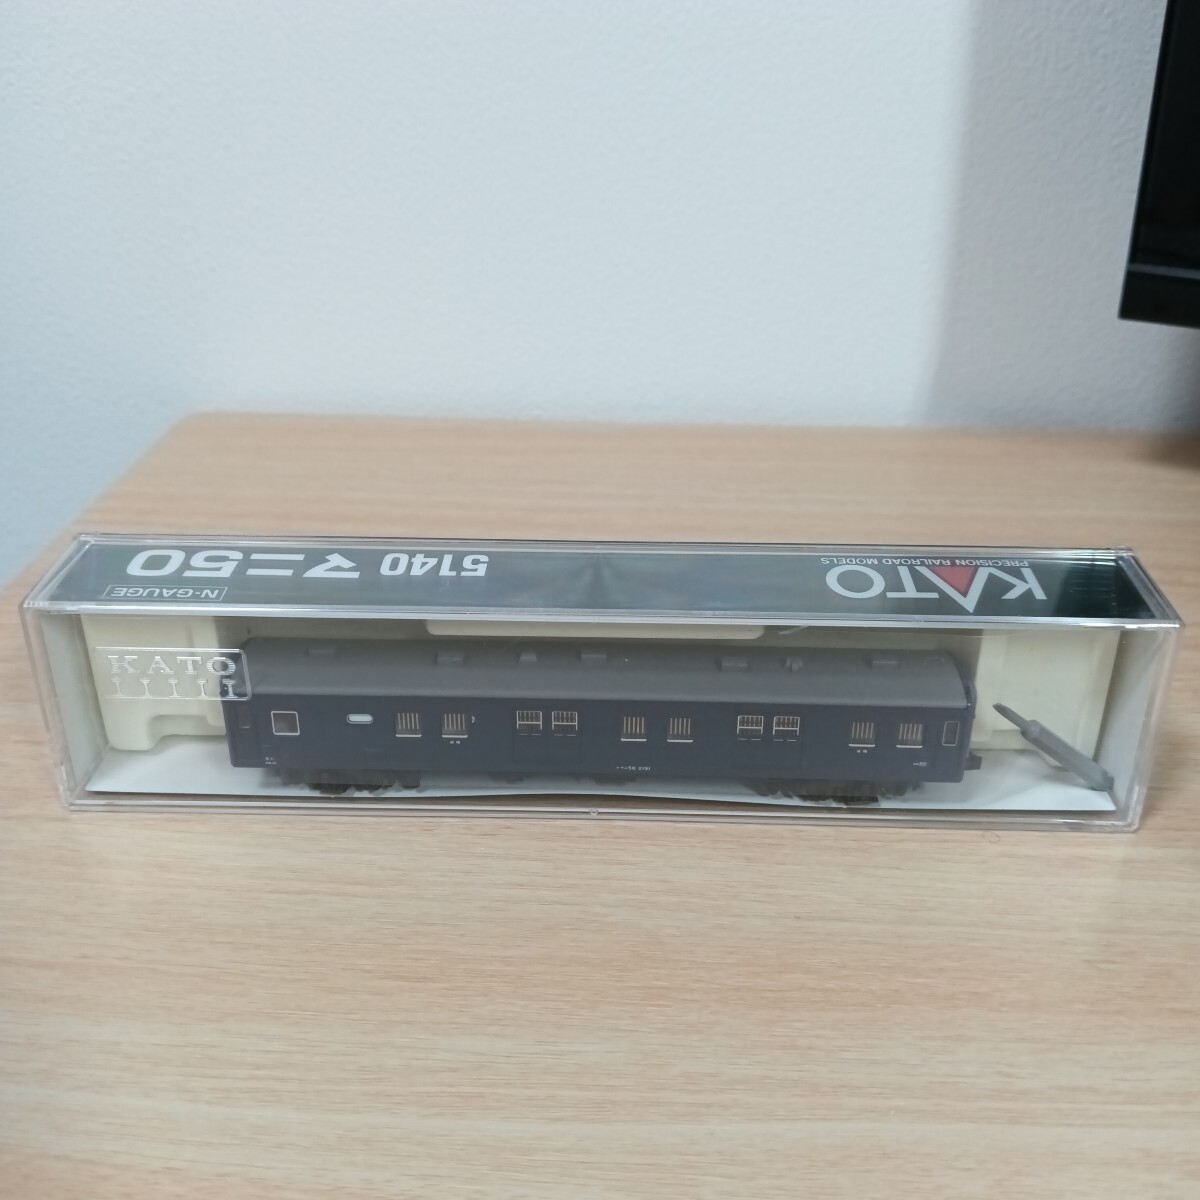 KATO
PRECISION RAILROAD MODELS
5140 マニ50
N-GAUGE
KATO